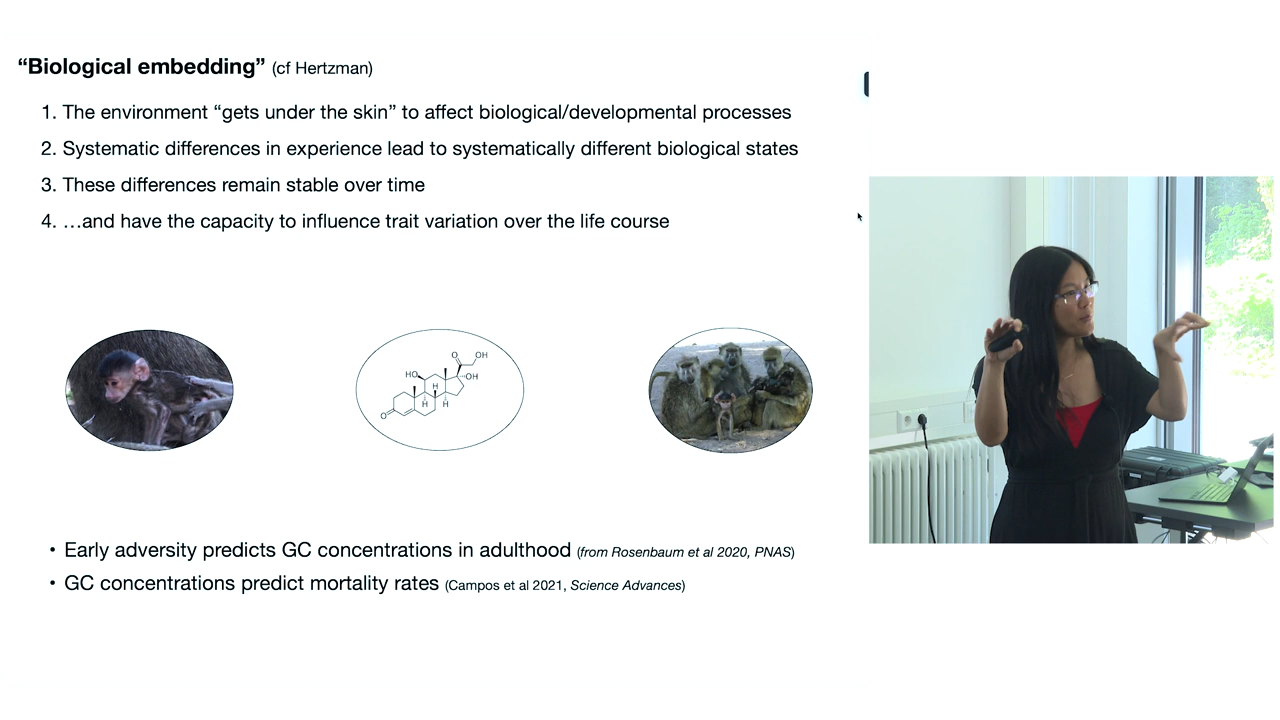 “Biological embedding” (cf Hertzman)
1. The environment “gets under the skin” to affect biological/developmental processes
2. Systematic differences in experience lead to systematically different biological states
3. These differences remain stable over time
4. …and have the capacity to influence trait variation over the life course
O
OH
HO
OH
H
H
H
O
• Early adversity predicts GC concentrations in adulthood (from Rosenbaum et al 2020, PNAS)
• GC concentrations predict mortality rates (Campos et al 2021, Science Advances)